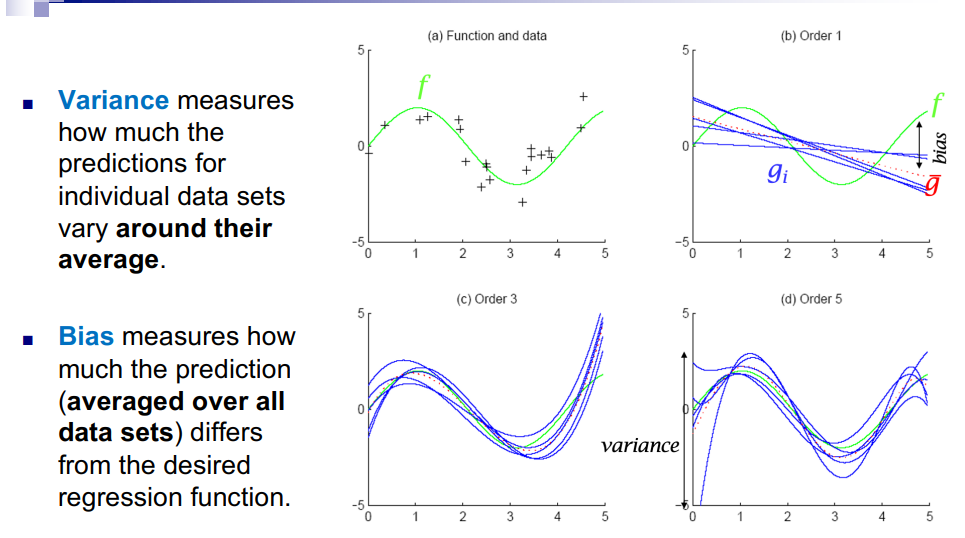 ■ Variance measures
how much the
predictions for
individual data sets
vary around their
average.
■ Bias measures how
much the prediction
(averaged over all
data sets) differs
from the desired
regression function.
(a) Function and data
5
0
-5
0 1 2 3 4 5
f
(b) Order 1
5
0
-5
0 1 2 3 4 5
f
bias
gᵢ
g̅
(c) Order 3
5
0
-5
0 1 2 3 4 5
(d) Order 5
5
0
-5
0 1 2 3 4 5
variance